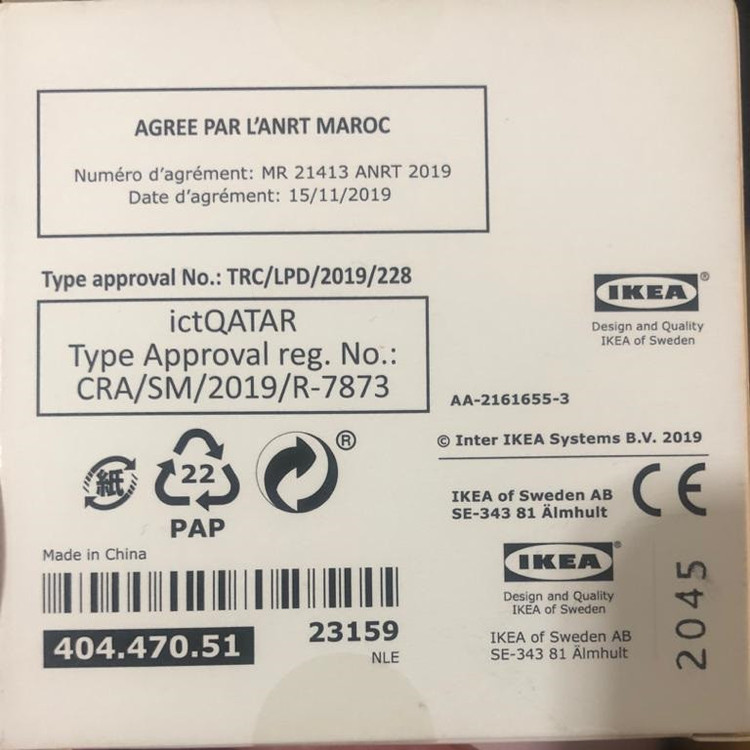 AGREE PAR L'ANRT MAROC
Numéro d'agrément: MR 21413 ANRT 2019
Date d'agrément: 15/11/2019
Type approval No.: TRC/LPD/2019/228
ictQATAR
Type Approval reg. No.:
CRA/SM/2019/R-7873
IKEA®
Design and Quality
IKEA of Sweden
AA-2161655-3
© Inter IKEA Systems B.V. 2019
紙
22
PAP
®
IKEA of Sweden AB
SE-343 81 Älmhult
CE
Made in China
404.470.51
23159
NLE
IKEA®
Design and Quality
IKEA of Sweden
IKEA of Sweden AB
SE-343 81 Älmhult
2045